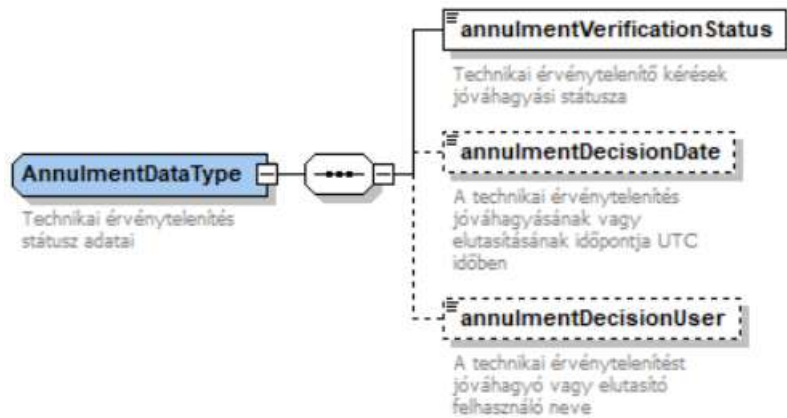 annulmentVerificationStatus
Technikai érvénytelenítő kérések
jóváhagyási státusza
annulmentDecisionDate
A technikai érvénytelenítés
jóváhagyásának vagy
elutasításának időpontja UTC
időben
AnnulmentDataType
Technikai érvénytelenítés
státusz adatai
annulmentDecisionUser
A technikai érvénytelenítést
jóváhagyó vagy elutasító
felhasználó neve